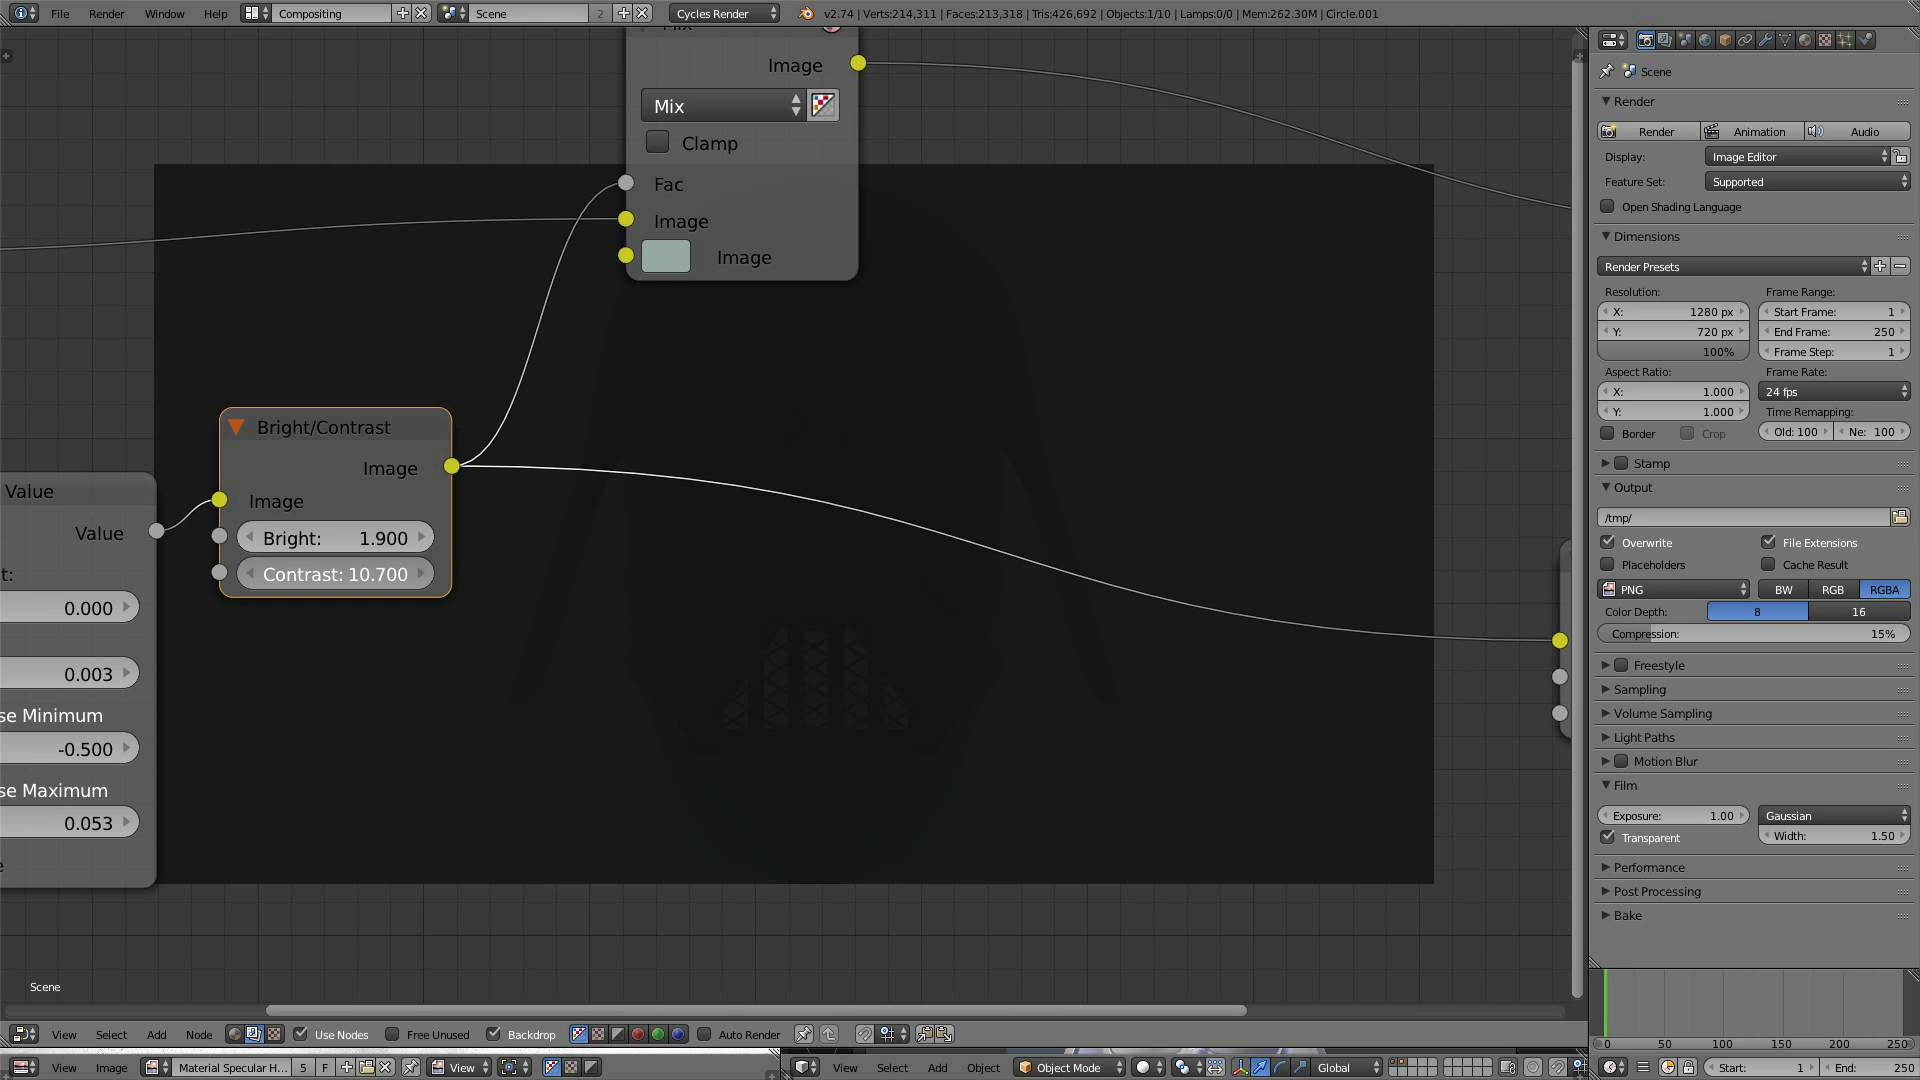 File Render Window Help Compositing Scene 2 Cycles Render v2.74 | Verts:214,311 | Faces:213,318 | Tris:426,692 | Objects:1/10 | Lamps:0/0 | Mem:262.30M | Circle.001
Image
Mix
Clamp
Fac
Image
Image
Bright/Contrast
Image
Image
Bright: 1.900
Contrast: 10.700
Value
Value
t:
0.000
0.003
se Minimum
-0.500
se Maximum
0.053
e
Scene
View Select Add Node Use Nodes Free Unused Backdrop Auto Render
View Image Material Specular H... 5 F View
View Select Add Object Object Mode Global
Scene
Render
Render Animation Audio
Display: Image Editor
Feature Set: Supported
Open Shading Language
Dimensions
Render Presets
Resolution: Frame Range:
X: 1280 px Start Frame: 1
Y: 720 px End Frame: 250
100% Frame Step: 1
Aspect Ratio: Frame Rate:
X: 1.000 24 fps
Y: 1.000 Time Remapping:
Border Crop Old: 100 Ne: 100
Stamp
Output
/tmp/
Overwrite File Extensions
Placeholders Cache Result
PNG BW RGB RGBA
Color Depth: 8 16
Compression: 15%
Freestyle
Sampling
Volume Sampling
Light Paths
Motion Blur
Film
Exposure: 1.00 Gaussian
Transparent Width: 1.50
Performance
Post Processing
Bake
0 50 100 150 200 250
Start: 1 End: 250